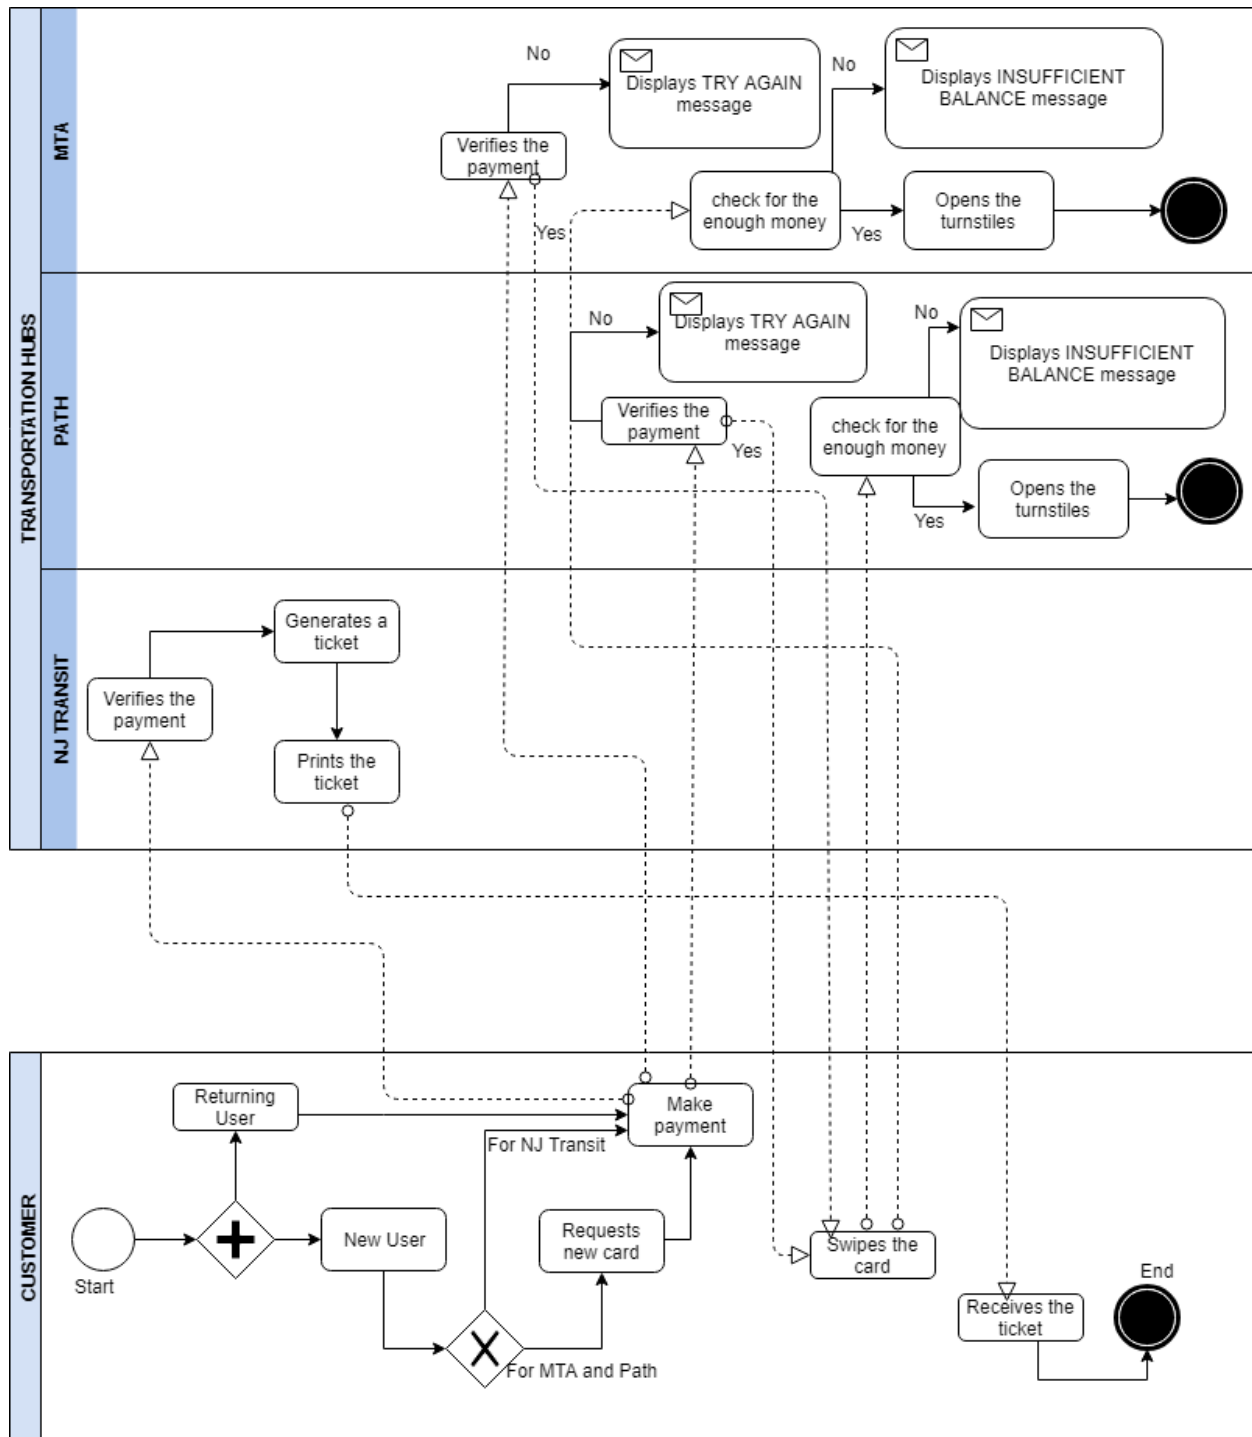 TRANSPORTATION HUBS
MTA
No
Displays TRY AGAIN
message
No
Displays INSUFFICIENT
BALANCE message
Verifies the
payment
Yes
check for the
enough money
Yes
Opens the
turnstiles
PATH
No
Displays TRY AGAIN
message
No
Displays INSUFFICIENT
BALANCE message
Verifies the
payment
Yes
check for the
enough money
Yes
Opens the
turnstiles
NJ TRANSIT
Generates a
ticket
Verifies the
payment
Prints the
ticket
CUSTOMER
Returning
User
Make
payment
For NJ Transit
Start
New User
Requests
new card
For MTA and Path
Swipes the
card
Receives the
ticket
End